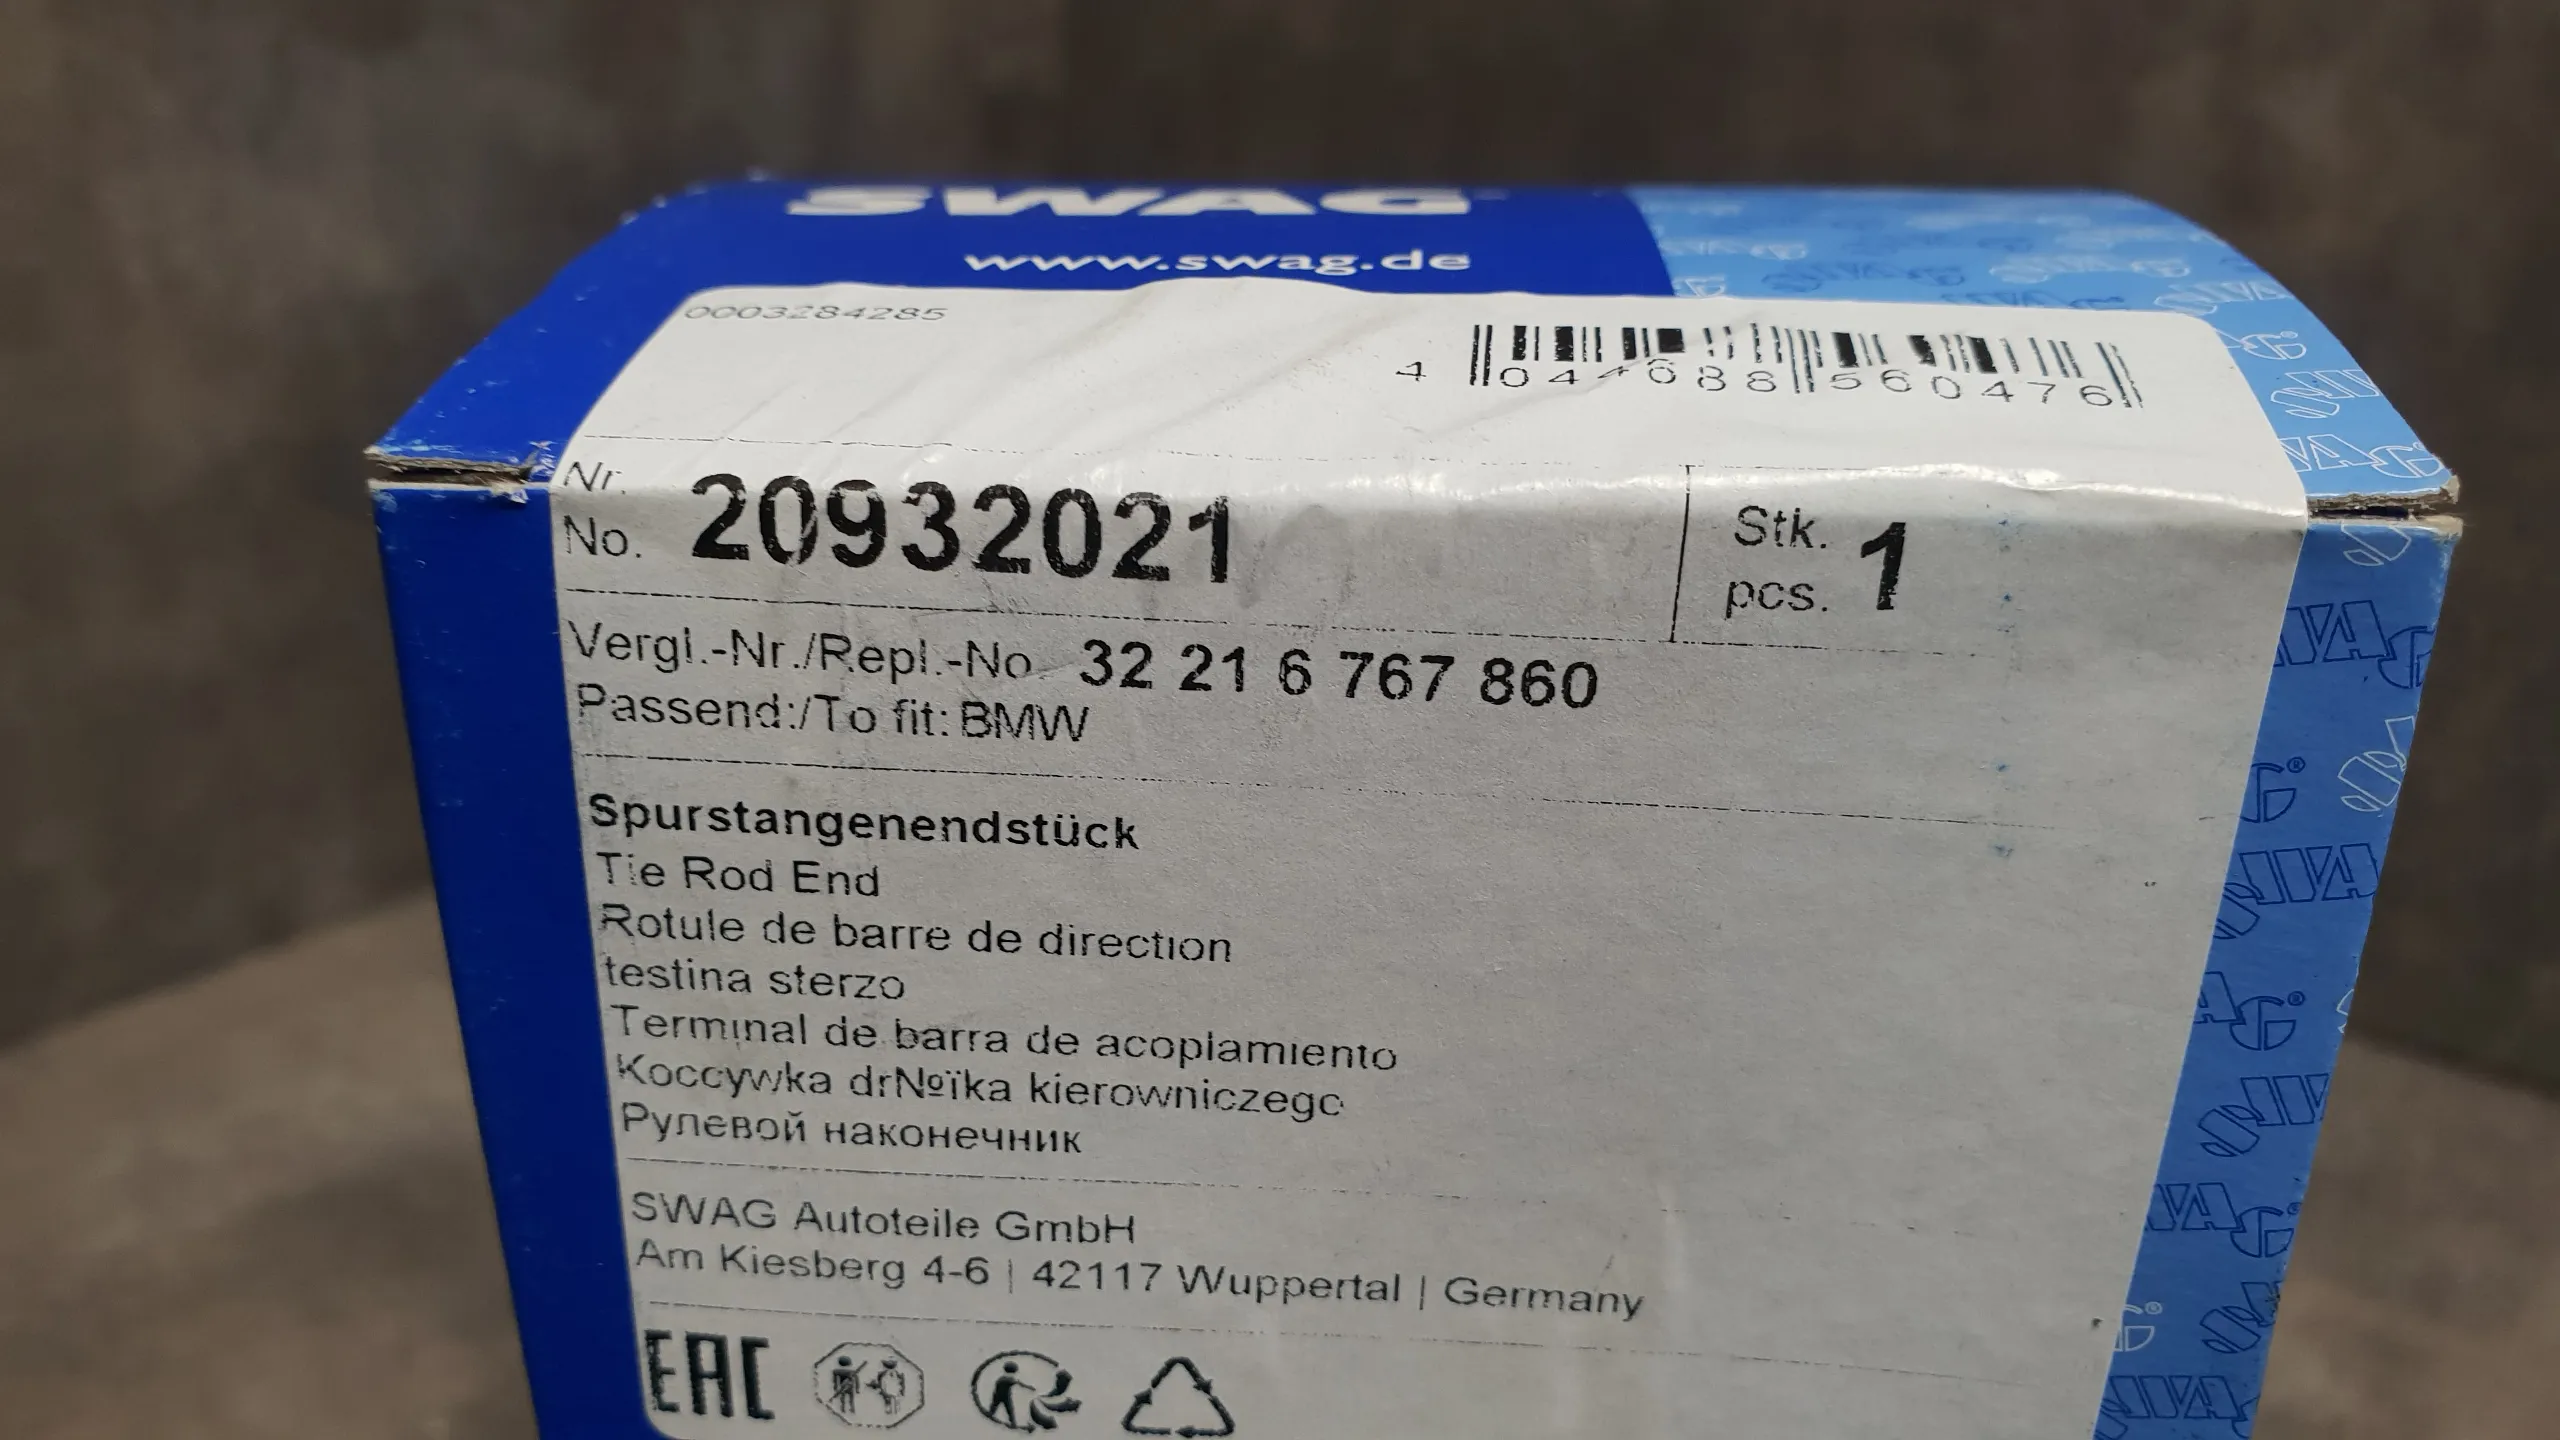 SWAG
www.swag.de
0003284285
4 044688 560476
Nr.
No. 20932021
Stk.
pcs. 1
Vergl.-Nr./Repl.-No. 32 21 6 767 860
Passend:/To fit: BMW
Spurstangenendstück
Tie Rod End
Rotule de barre de direction
testina sterzo
Terminal de barra de acoplamiento
Koccywka drNºïka kierowniczego
Рулевой наконечник
SWAG Autoteile GmbH
Am Kiesberg 4-6 | 42117 Wuppertal | Germany
EAC